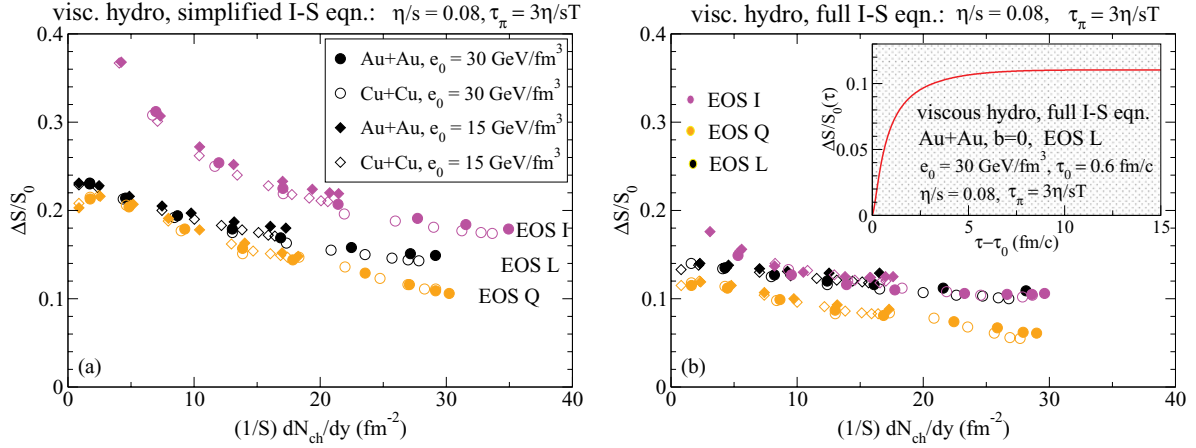 visc. hydro, simplified I-S eqn.: η/s = 0.08, τπ = 3η/sT
0.4
0.3
0.2
0.1
0
ΔS/S0
Au+Au, e0 = 30 GeV/fm³
Cu+Cu, e0 = 30 GeV/fm³
Au+Au, e0 = 15 GeV/fm³
Cu+Cu, e0 = 15 GeV/fm³
EOS I
EOS L
EOS Q
(a)
0 10 20 30 40
(1/S) dNch/dy (fm⁻²)
visc. hydro, full I-S eqn.: η/s = 0.08, τπ = 3η/sT
0.4
0.3
0.2
0.1
0
ΔS/S0
EOS I
EOS Q
EOS L
0.1
0.05
0
ΔS/S0(τ)
viscous hydro, full I-S eqn.
Au+Au, b=0, EOS L
e0 = 30 GeV/fm³, τ0 = 0.6 fm/c
η/s = 0.08, τπ = 3η/sT
0 5 10 15
τ−τ0 (fm/c)
(b)
0 10 20 30 40
(1/S) dNch/dy (fm⁻²)